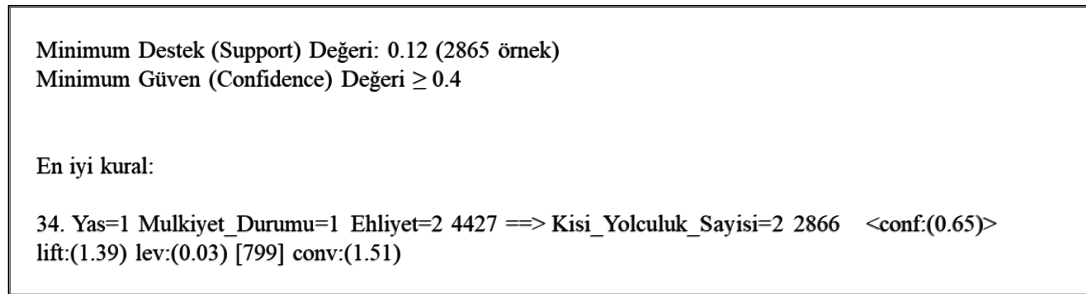 Minimum Destek (Support) Değeri: 0.12 (2865 örnek)
Minimum Güven (Confidence) Değeri ≥ 0.4
En iyi kural:
34. Yas=1 Mulkiyet_Durumu=1 Ehliyet=2 4427 ==> Kisi_Yolculuk_Sayisi=2 2866 <conf:(0.65)>
lift:(1.39) lev:(0.03) [799] conv:(1.51)